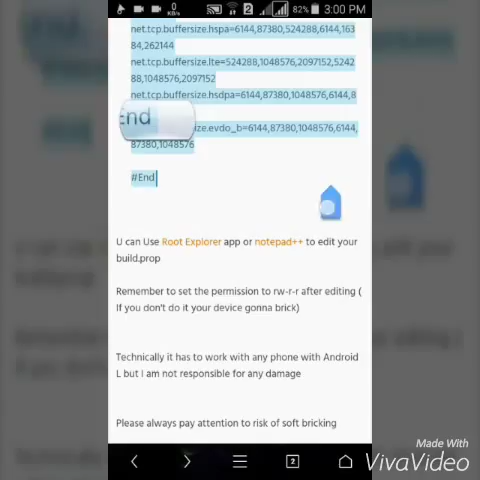 0
KB/s
2
82%
3:00 PM
net.tcp.buffersize.hspa=6144,87380,524288,6144,163
84,262144
net.tcp.buffersize.lte=524288,1048576,2097152,5242
88,1048576,2097152
net.tcp.buffersize.hsdpa=6144,87380,1048576,6144,8
End
ize.evdo_b=6144,87380,1048576,6144,
87380,1048576
#End
U can Use Root Explorer app or notepad++ to edit your
build.prop
Remember to set the permission to rw-r-r after editing (
If you don't do it your device gonna brick)
Technically it has to work with any phone with Android
L but I am not responsible for any damage
Please always pay attention to risk of soft bricking
2
Made With
VivaVideo